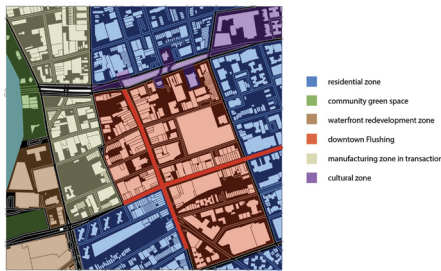 residential zone
community green space
waterfront redevelopment zone
downtown Flushing
manufacturing zone in transaction
cultural zone